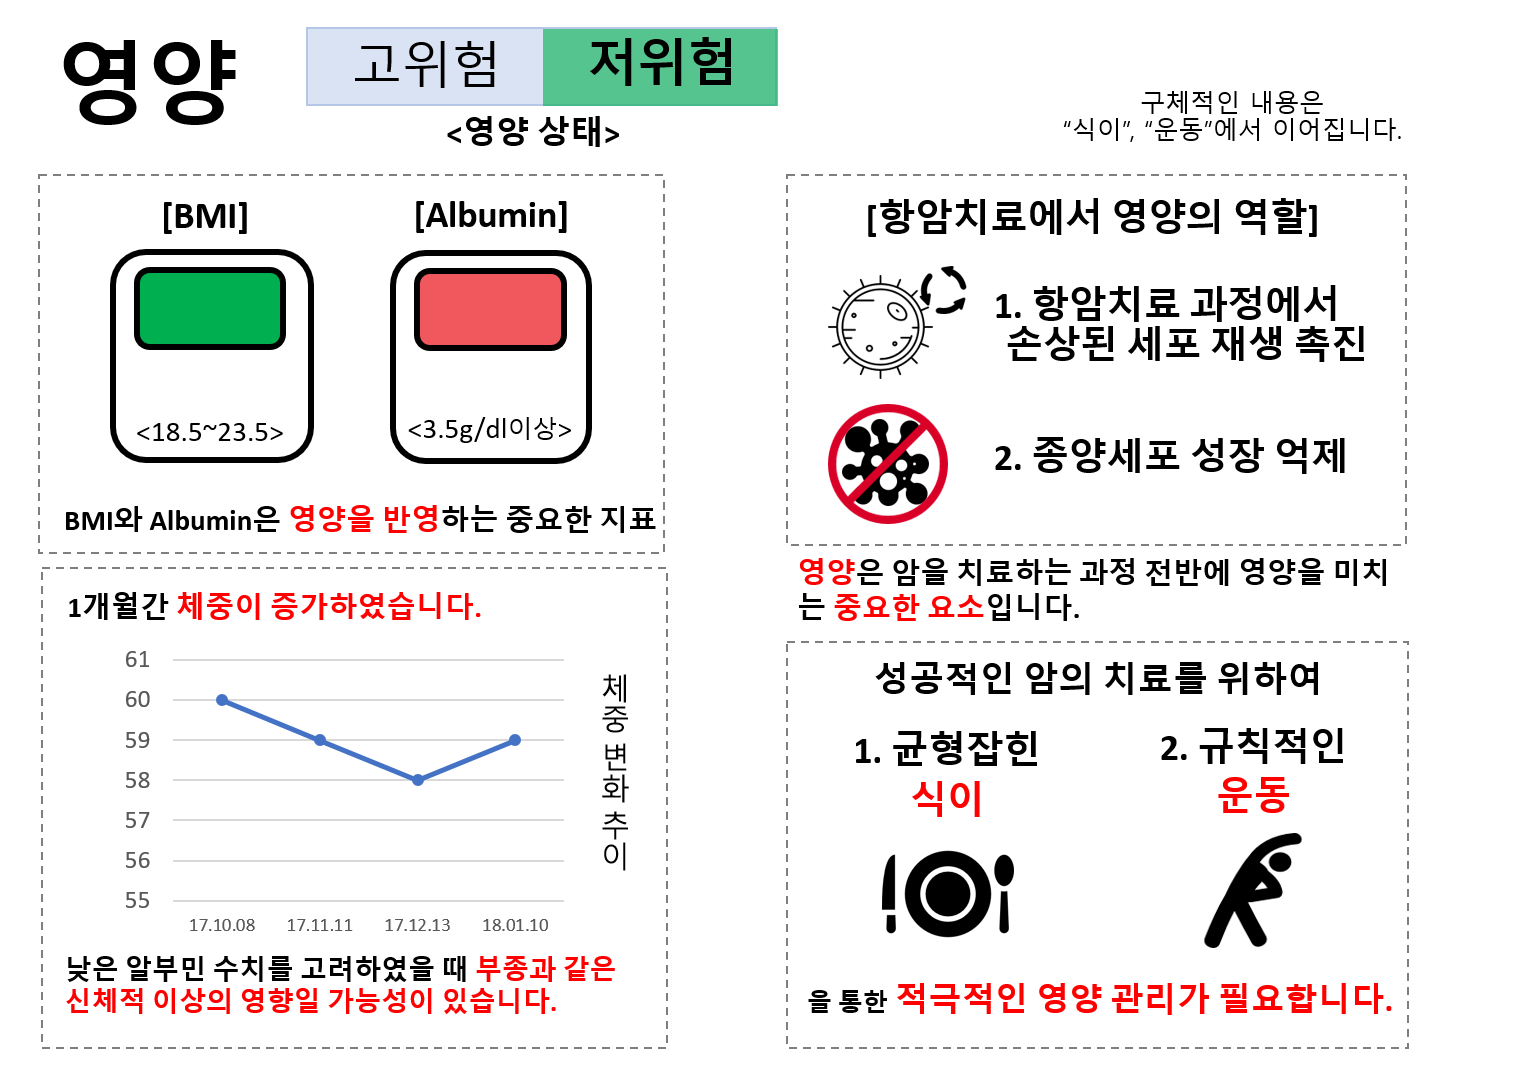 영양
고위험
저위험
<영양 상태>
구체적인 내용은
“식이”, “운동”에서 이어집니다.
[BMI]
[Albumin]
<18.5~23.5>
<3.5g/dl이상>
BMI와 Albumin은 영양을 반영하는 중요한 지표
1개월간 체중이 증가하였습니다.
61
60
59
58
57
56
55
17.10.08
17.11.11
17.12.13
18.01.10
체중 변화 추이
낮은 알부민 수치를 고려하였을 때 부종과 같은
신체적 이상의 영향일 가능성이 있습니다.
[항암치료에서 영양의 역할]
1. 항암치료 과정에서
손상된 세포 재생 촉진
2. 종양세포 성장 억제
영양은 암을 치료하는 과정 전반에 영양을 미치
는 중요한 요소입니다.
성공적인 암의 치료를 위하여
1. 균형잡힌
식이
2. 규칙적인
운동
을 통한 적극적인 영양 관리가 필요합니다.